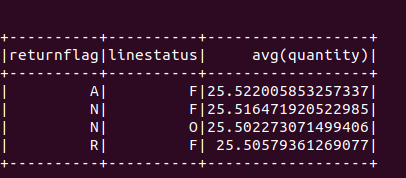 +----------+----------+------------------+
|returnflag|linestatus|     avg(quantity)|
+----------+----------+------------------+
|         A|         F|25.522005853257337|
|         N|         F|25.516471920522985|
|         N|         O|25.502273071499406|
|         R|         F| 25.50579361269077|
+----------+----------+------------------+